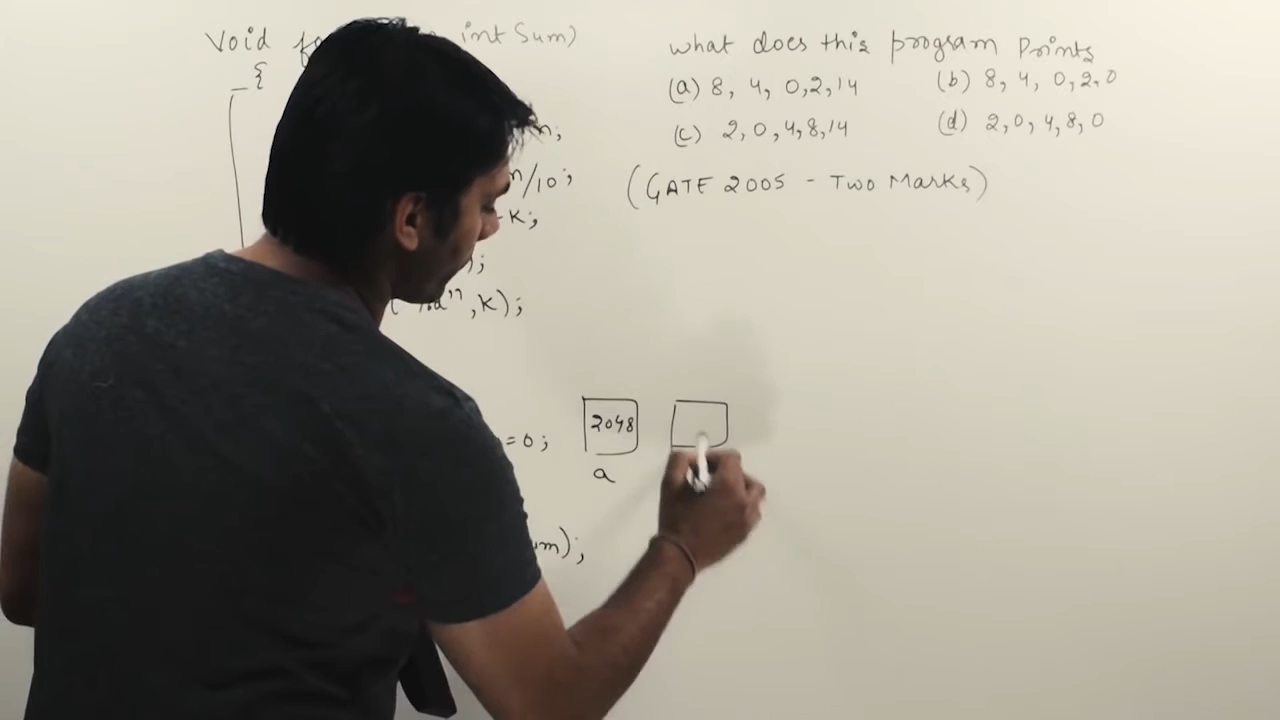 Void int Sum)
{
n/10;
k;
);
,k);
=0;
2048
a
um);
what does this program Prints
(a) 8, 4, 0,2,14 (b) 8, 4, 0,2,0
(c) 2,0,4,8,14 (d) 2,0,4,8,0
(GATE 2005 - Two Marks)